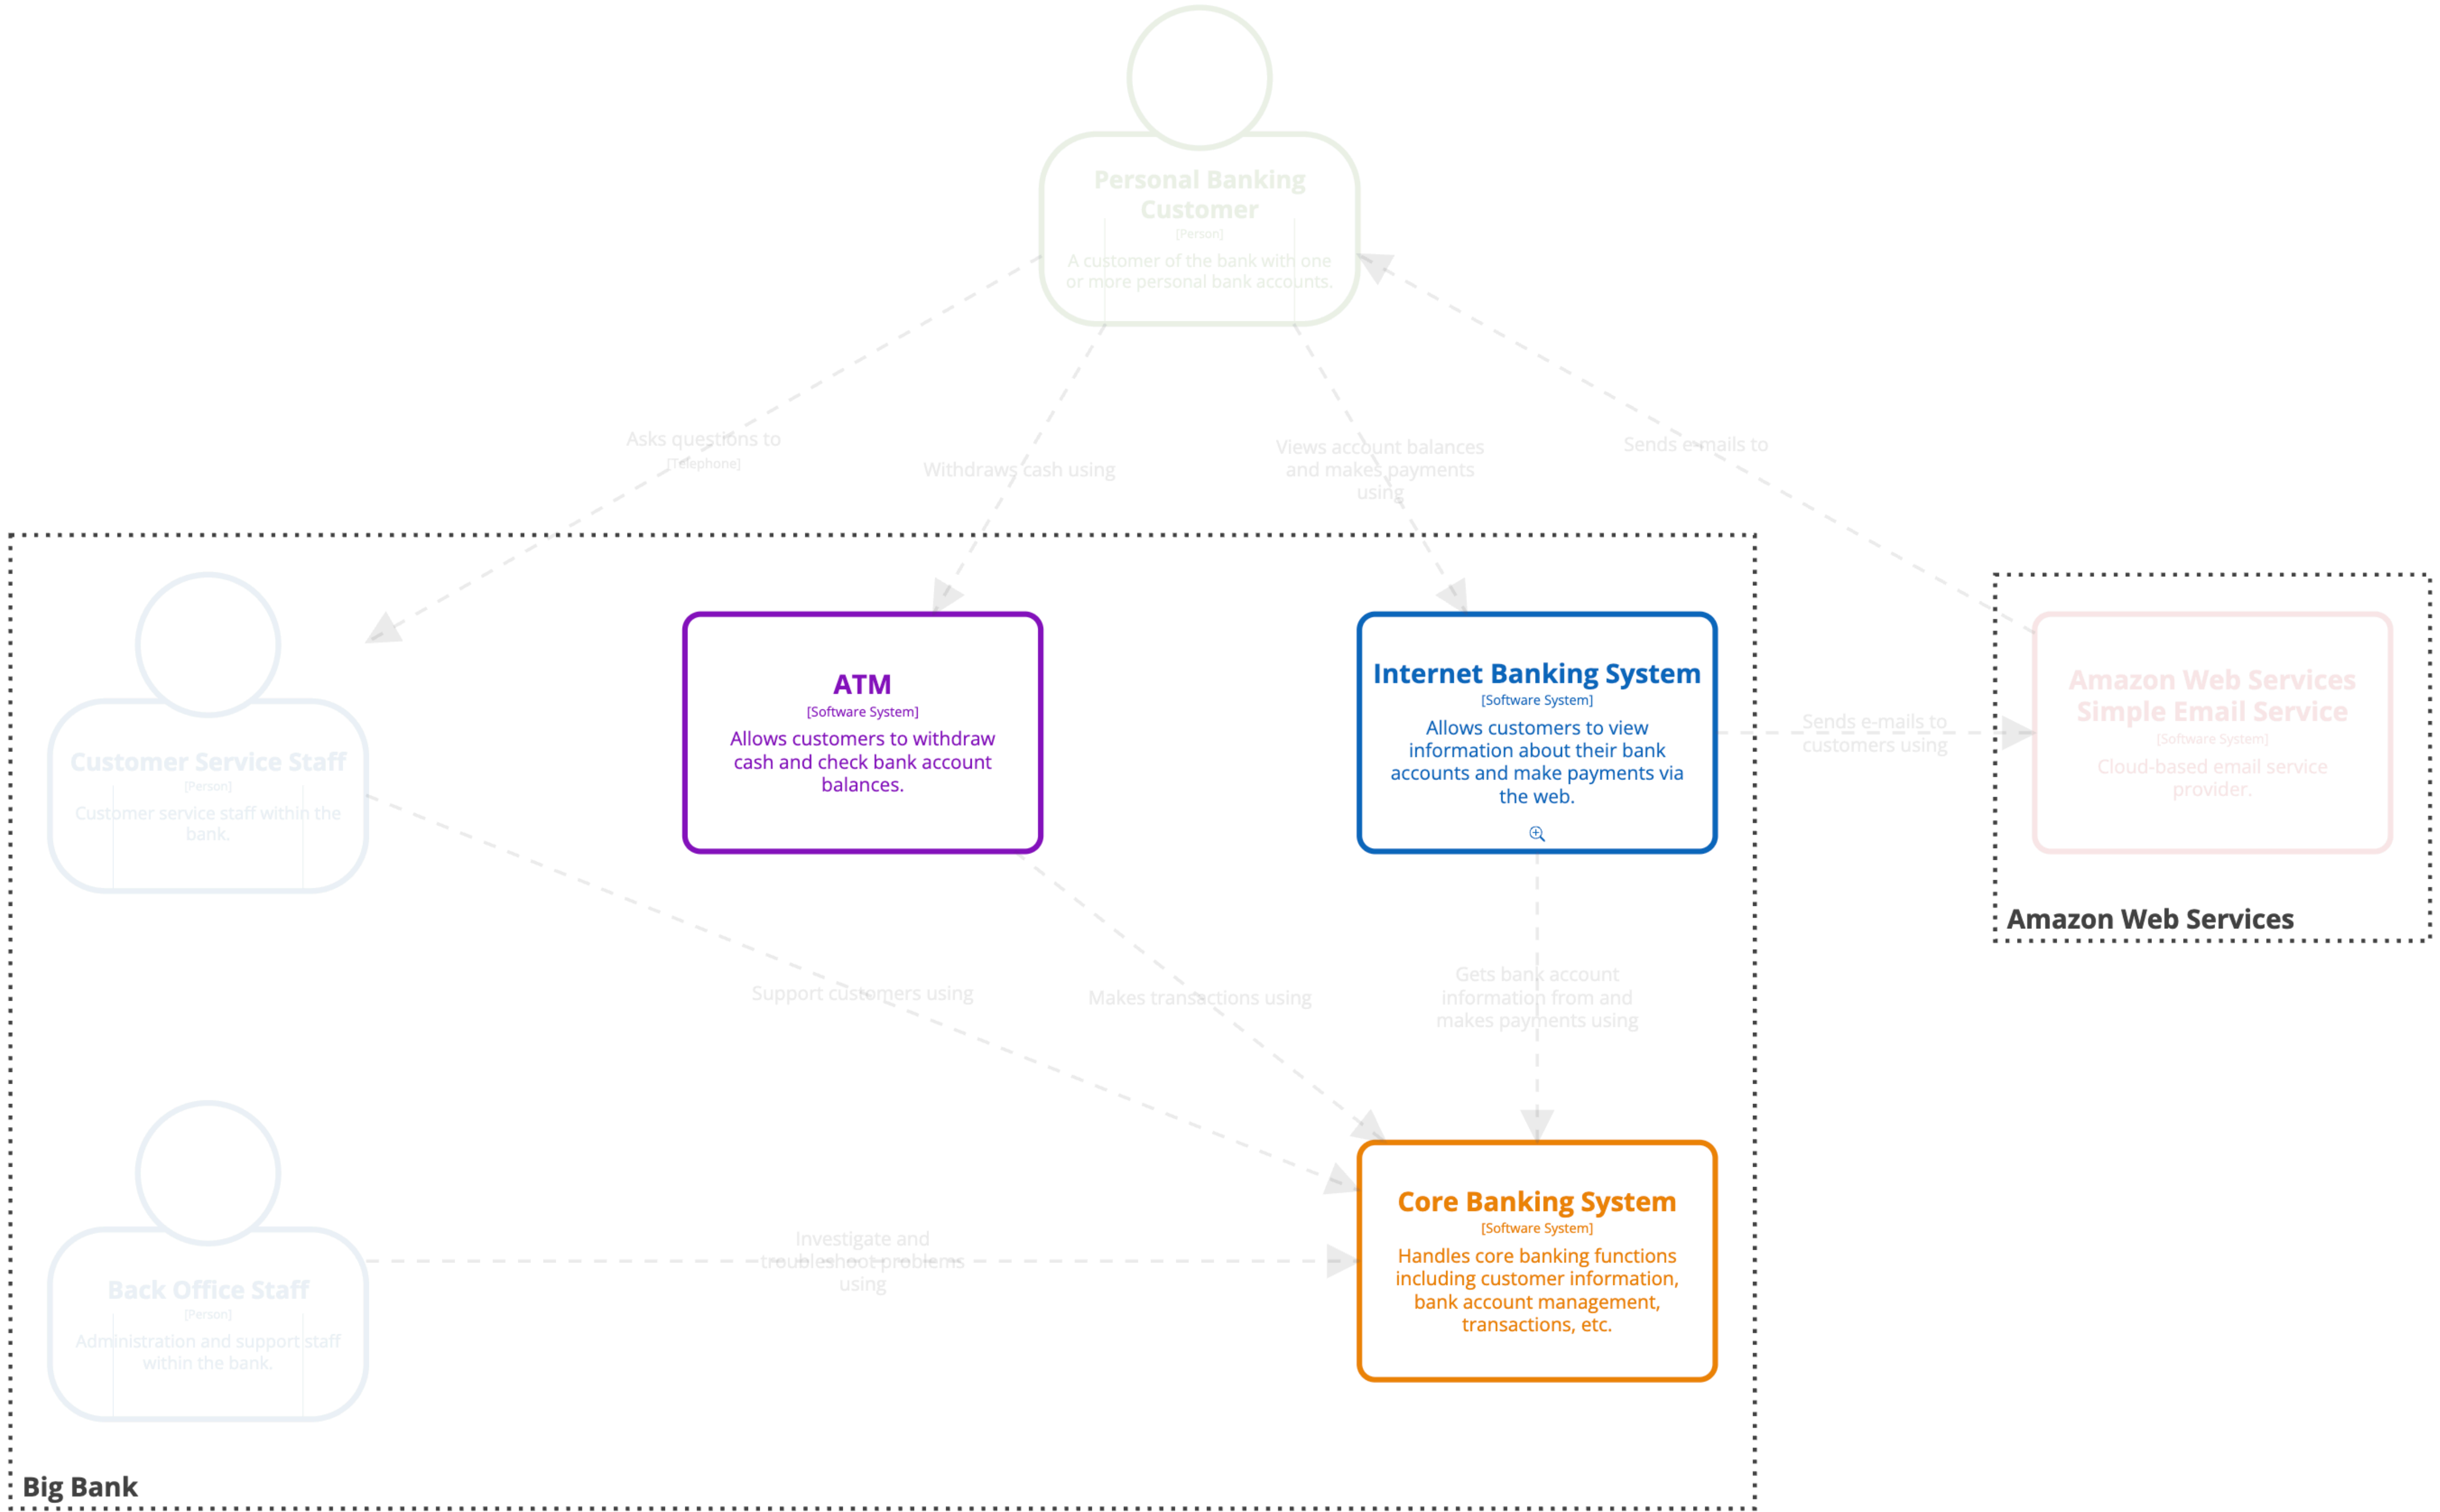 Personal Banking
Customer
[Person]
A customer of the bank with one
or more personal bank accounts.
Asks questions to
[Telephone]
Withdraws cash using
Views account balances
and makes payments
using
Sends e-mails to
Customer Service Staff
[Person]
Customer service staff within the
bank.
ATM
[Software System]
Allows customers to withdraw
cash and check bank account
balances.
Internet Banking System
[Software System]
Allows customers to view
information about their bank
accounts and make payments via
the web.
Sends e-mails to
customers using
Amazon Web Services
Simple Email Service
[Software System]
Cloud-based email service
provider.
Amazon Web Services
Support customers using
Makes transactions using
Gets bank account
information from and
makes payments using
Back Office Staff
[Person]
Administration and support staff
within the bank.
Investigate and
troubleshoot problems
using
Core Banking System
[Software System]
Handles core banking functions
including customer information,
bank account management,
transactions, etc.
Big Bank